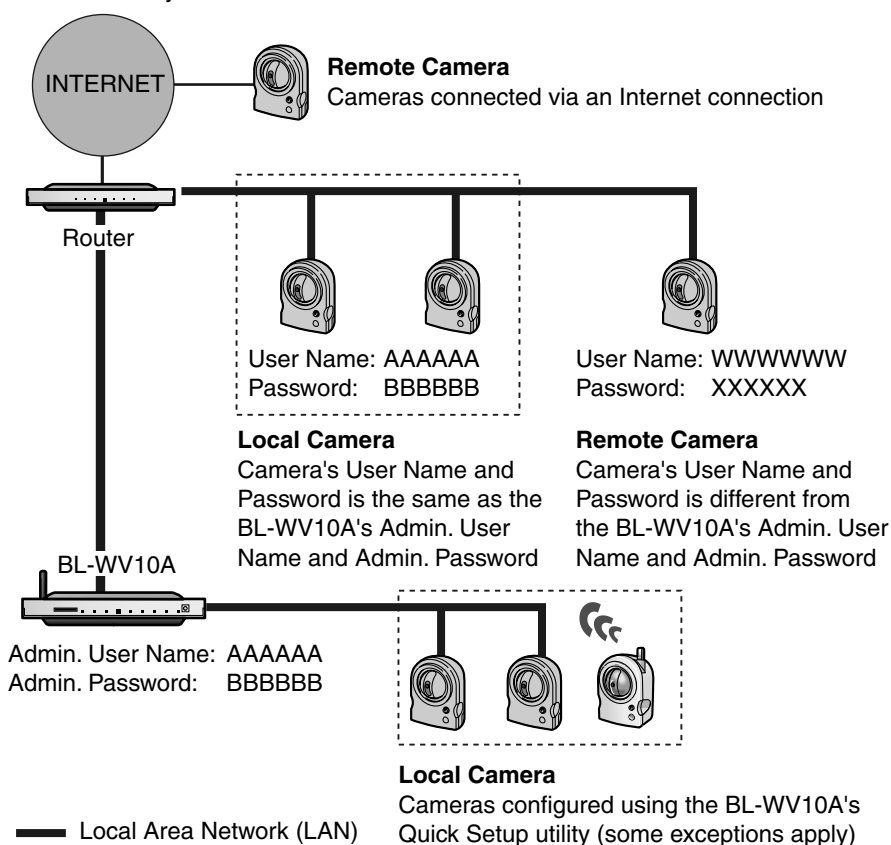 INTERNET
Remote Camera
Cameras connected via an Internet connection
Router
User Name: AAAAAA
Password: BBBBBB
User Name: WWWWWW
Password: XXXXXX
Local Camera
Camera's User Name and
Password is the same as the
BL-WV10A's Admin. User
Name and Admin. Password
Remote Camera
Camera's User Name and
Password is different from
the BL-WV10A's Admin. User
Name and Admin. Password
BL-WV10A
Admin. User Name: AAAAAA
Admin. Password: BBBBBB
Local Camera
Cameras configured using the BL-WV10A's
Quick Setup utility (some exceptions apply)
Local Area Network (LAN)